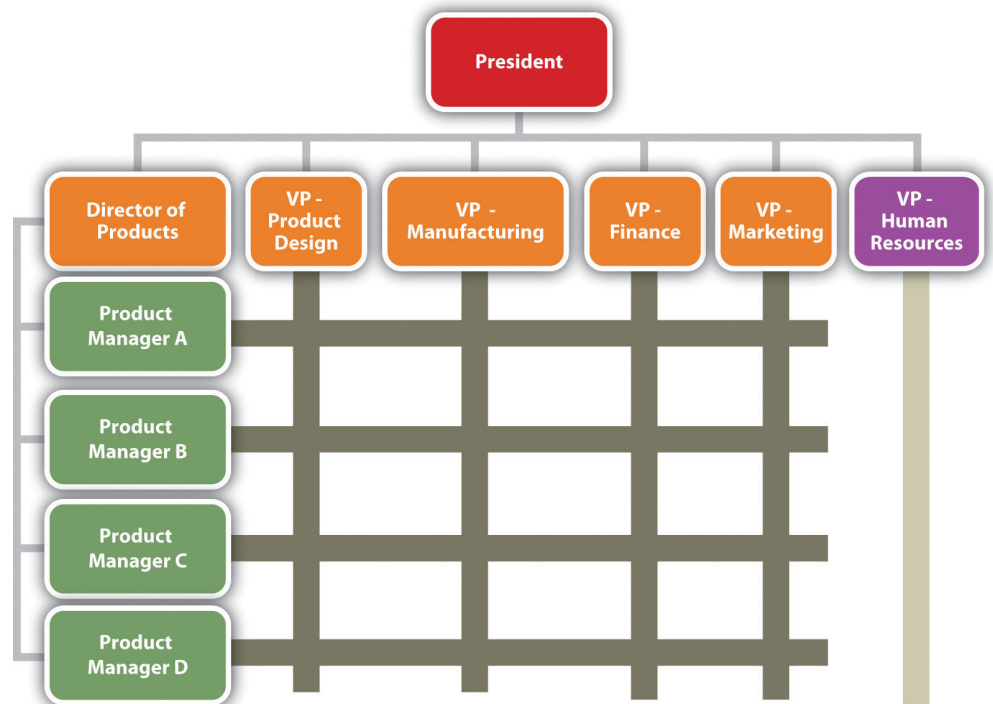 President
Director of
Products
VP -
Product
Design
VP -
Manufacturing
VP -
Finance
VP -
Marketing
VP -
Human
Resources
Product
Manager A
Product
Manager B
Product
Manager C
Product
Manager D